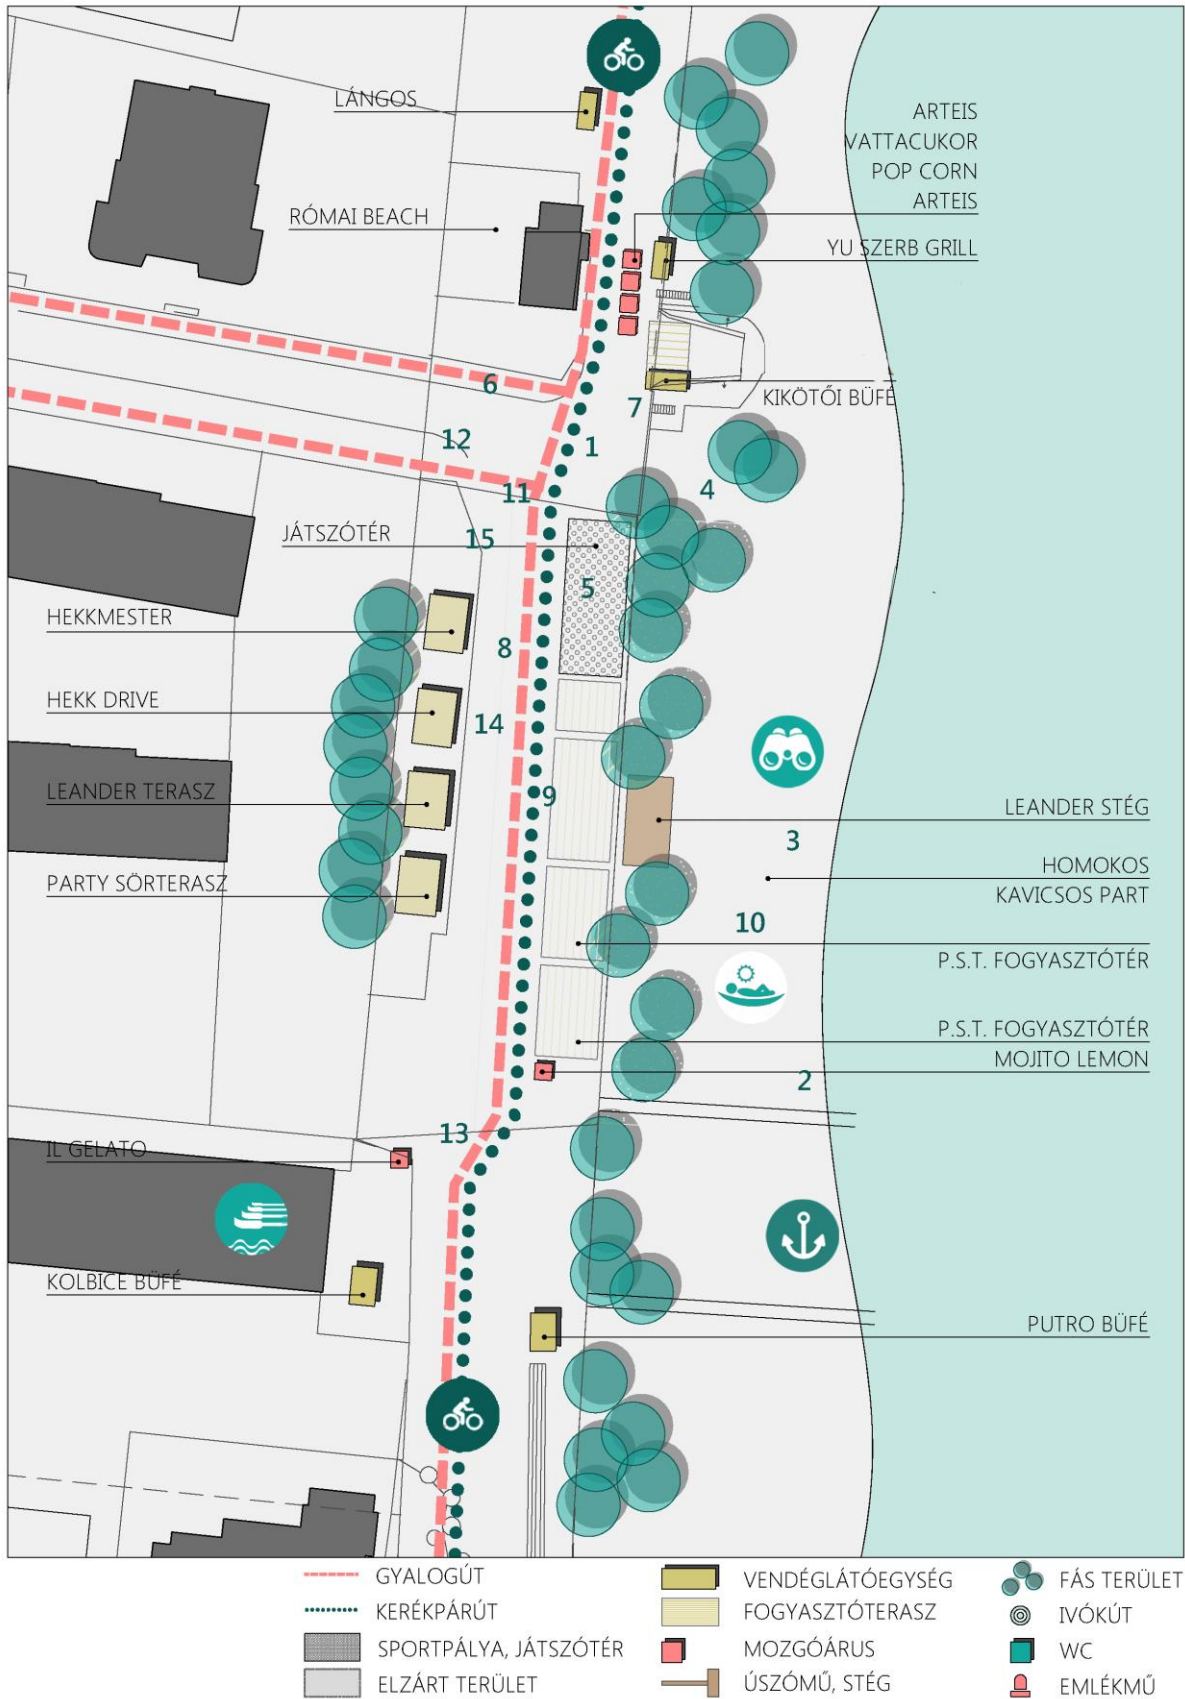 LÁNGOS
ARTEIS
VATTACUKOR
POP CORN
ARTEIS
RÓMAI BEACH
YU SZERB GRILL
6
7
KIKÖTŐI BÜFÉ
12
1
11
4
JÁTSZÓTÉR
15
5
HEKKMESTER
8
HEKK DRIVE
14
LEANDER TERASZ
9
LEANDER STÉG
3
HOMOKOS
KAVICSOS PART
PARTY SÖRTERASZ
10
P.S.T. FOGYASZTÓTÉR
P.S.T. FOGYASZTÓTÉR
MOJITO LEMON
2
13
IL GELATO
KOLBICE BÜFÉ
PUTRO BÜFÉ
GYALOGÚT
KERÉKPÁRÚT
SPORTPÁLYA, JÁTSZÓTÉR
ELZÁRT TERÜLET
VENDÉGLÁTÓEGYSÉG
FOGYASZTÓTERASZ
MOZGÓÁRUS
ÚSZÓMŰ, STÉG
FÁS TERÜLET
IVÓKÚT
WC
EMLÉKMŰ